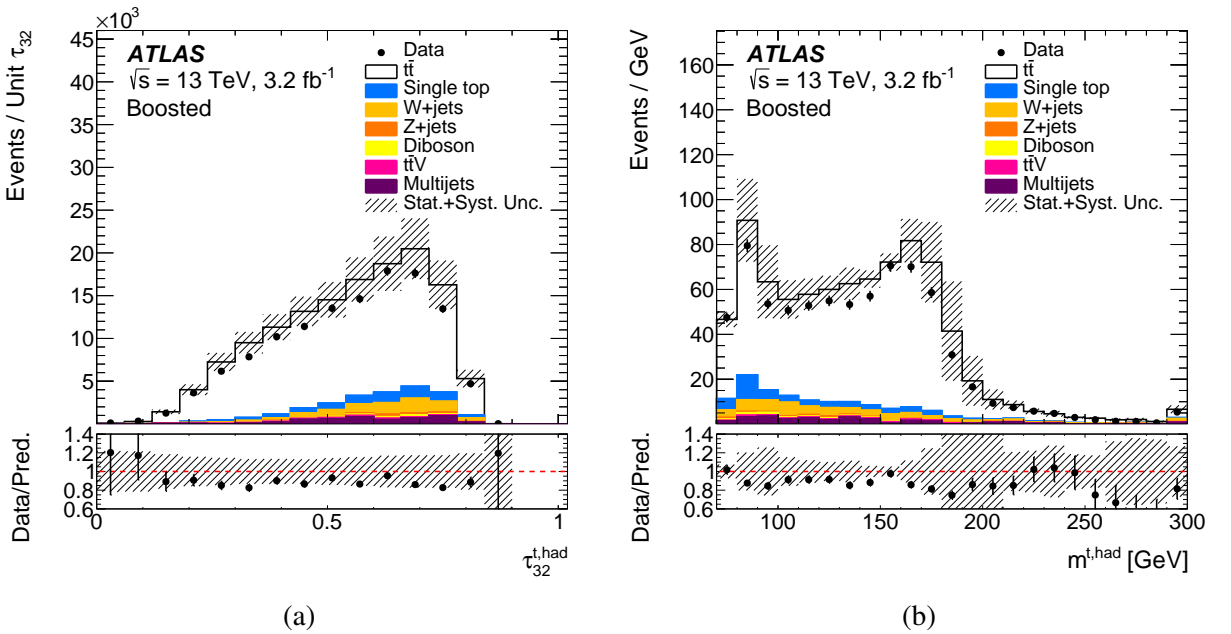 ×10³
Events / Unit τ₃₂
45
40
35
30
25
20
15
10
5
ATLAS
√s = 13 TeV, 3.2 fb⁻¹
Boosted
Data
tt̄
Single top
W+jets
Z+jets
Diboson
tt̄V
Multijets
Stat.+Syst. Unc.
Data/Pred.
1.4
1.2
1
0.8
0.6
0
0.5
1
τ₃₂^{t,had}
(a)
Events / GeV
160
140
120
100
80
60
40
20
ATLAS
√s = 13 TeV, 3.2 fb⁻¹
Boosted
Data
tt̄
Single top
W+jets
Z+jets
Diboson
tt̄V
Multijets
Stat.+Syst. Unc.
Data/Pred.
1.4
1.2
1
0.8
0.6
100
150
200
250
300
m^{t,had} [GeV]
(b)